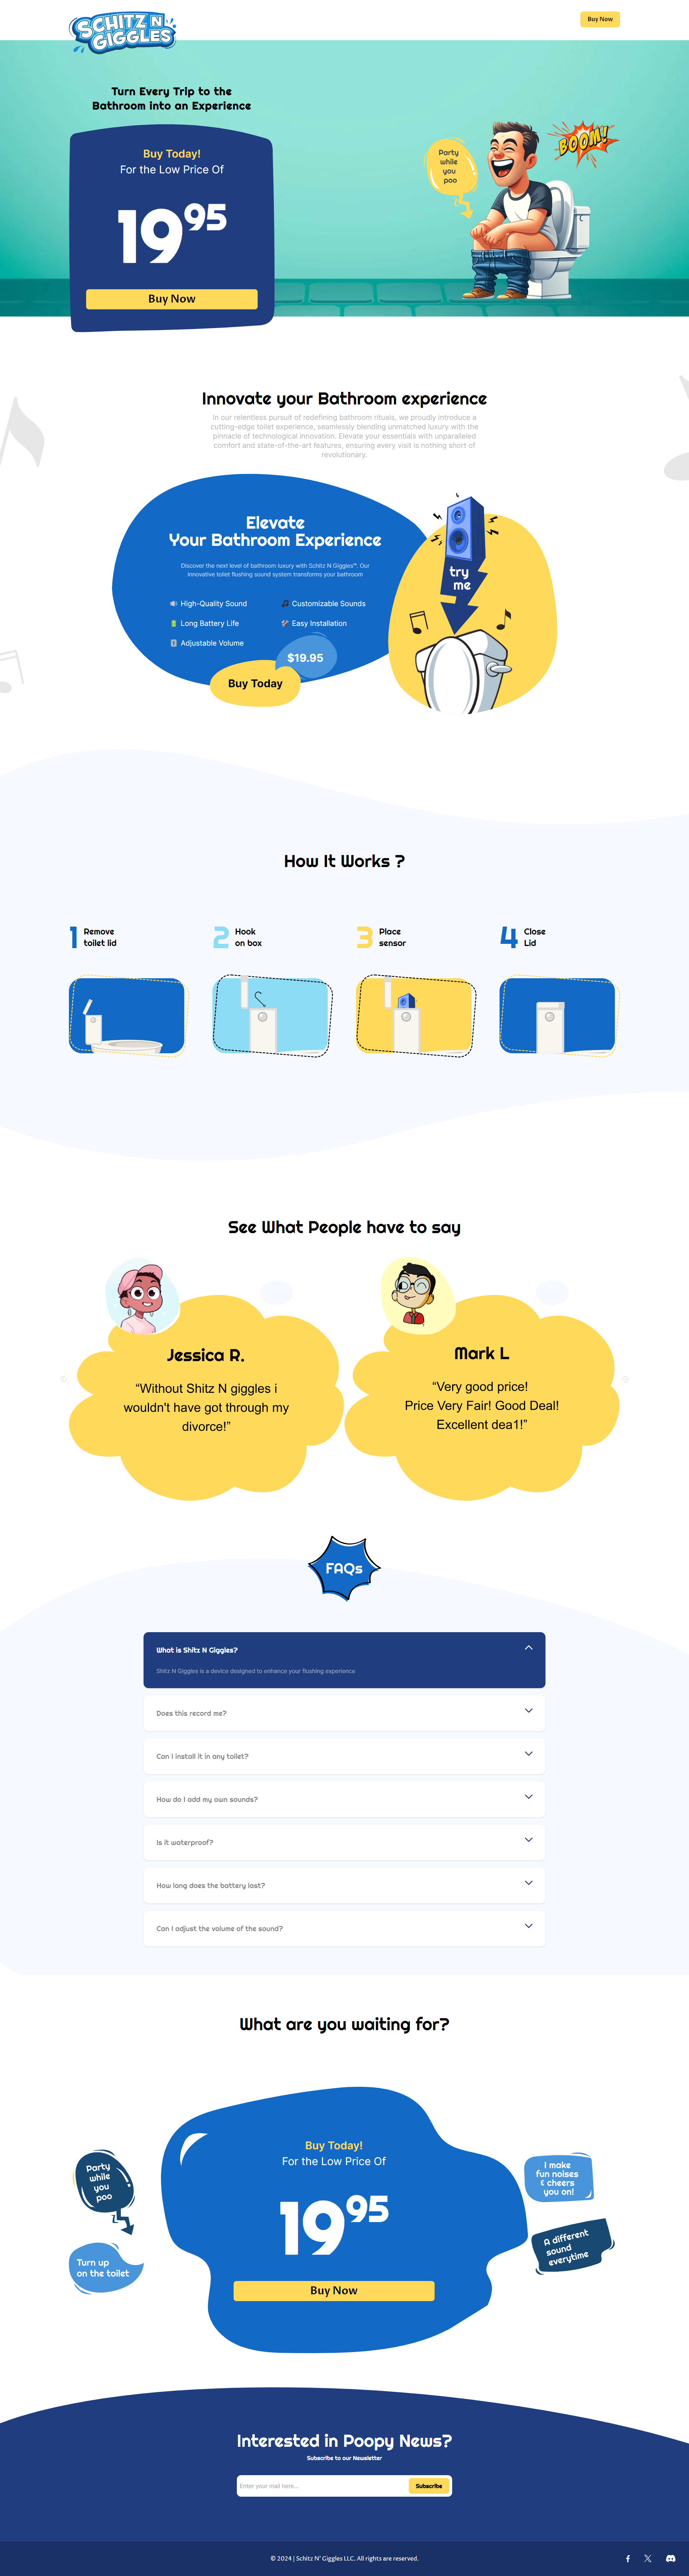 SCHITZ N
GIGGLES
Buy Now
Turn Every Trip to the
Bathroom into an Experience
Buy Today!
For the Low Price Of
19 95
Buy Now
Party
while
you
poo
BOOM!
Innovate your Bathroom experience
In our relentless pursuit of redefining bathroom rituals, we proudly introduce a
cutting-edge toilet experience, seamlessly blending unmatched luxury with the
pinnacle of technological innovation. Elevate your essentials with unparalleled
comfort and state-of-the-art features, ensuring every visit is nothing short of
revolutionary.
Elevate
Your Bathroom Experience
Discover the next level of bathroom luxury with Schitz N Giggles™. Our
innovative toilet flushing sound system transforms your bathroom
High-Quality Sound
Customizable Sounds
Long Battery Life
Easy Installation
Adjustable Volume
$19.95
Buy Today
try
me
How It Works ?
1 Remove
toilet lid
2 Hook
on box
3 Place
sensor
4 Close
Lid
See What People have to say
Jessica R.
“Without Shitz N giggles i
wouldn't have got through my
divorce!”
Mark L
“Very good price!
Price Very Fair! Good Deal!
Excellent dea1!”
FAQs
What is Shitz N Giggles?
Shitz N Giggles is a device designed to enhance your flushing experience
Does this record me?
Can I install it in any toilet?
How do I add my own sounds?
Is it waterproof?
How long does the battery last?
Can I adjust the volume of the sound?
What are you waiting for?
Buy Today!
For the Low Price Of
19 95
Buy Now
Party
while
you
poo
Turn up
on the toilet
I make
fun noises
& cheers
you on!
A different
sound
everytime
Interested in Poopy News?
Subscribe to our Newsletter
Enter your mail here...
Subscribe
© 2024 | Schitz N' Giggles LLC. All rights are reserved.